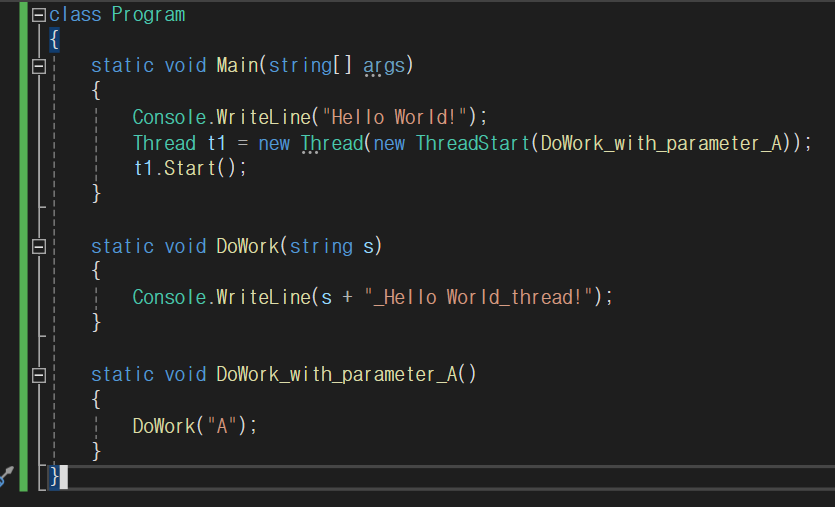 class Program
{
static void Main(string[] args)
{
Console.WriteLine("Hello World!");
Thread t1 = new Thread(new ThreadStart(DoWork_with_parameter_A));
t1.Start();
}
static void DoWork(string s)
{
Console.WriteLine(s + "_Hello World_thread!");
}
static void DoWork_with_parameter_A()
{
DoWork("A");
}
}